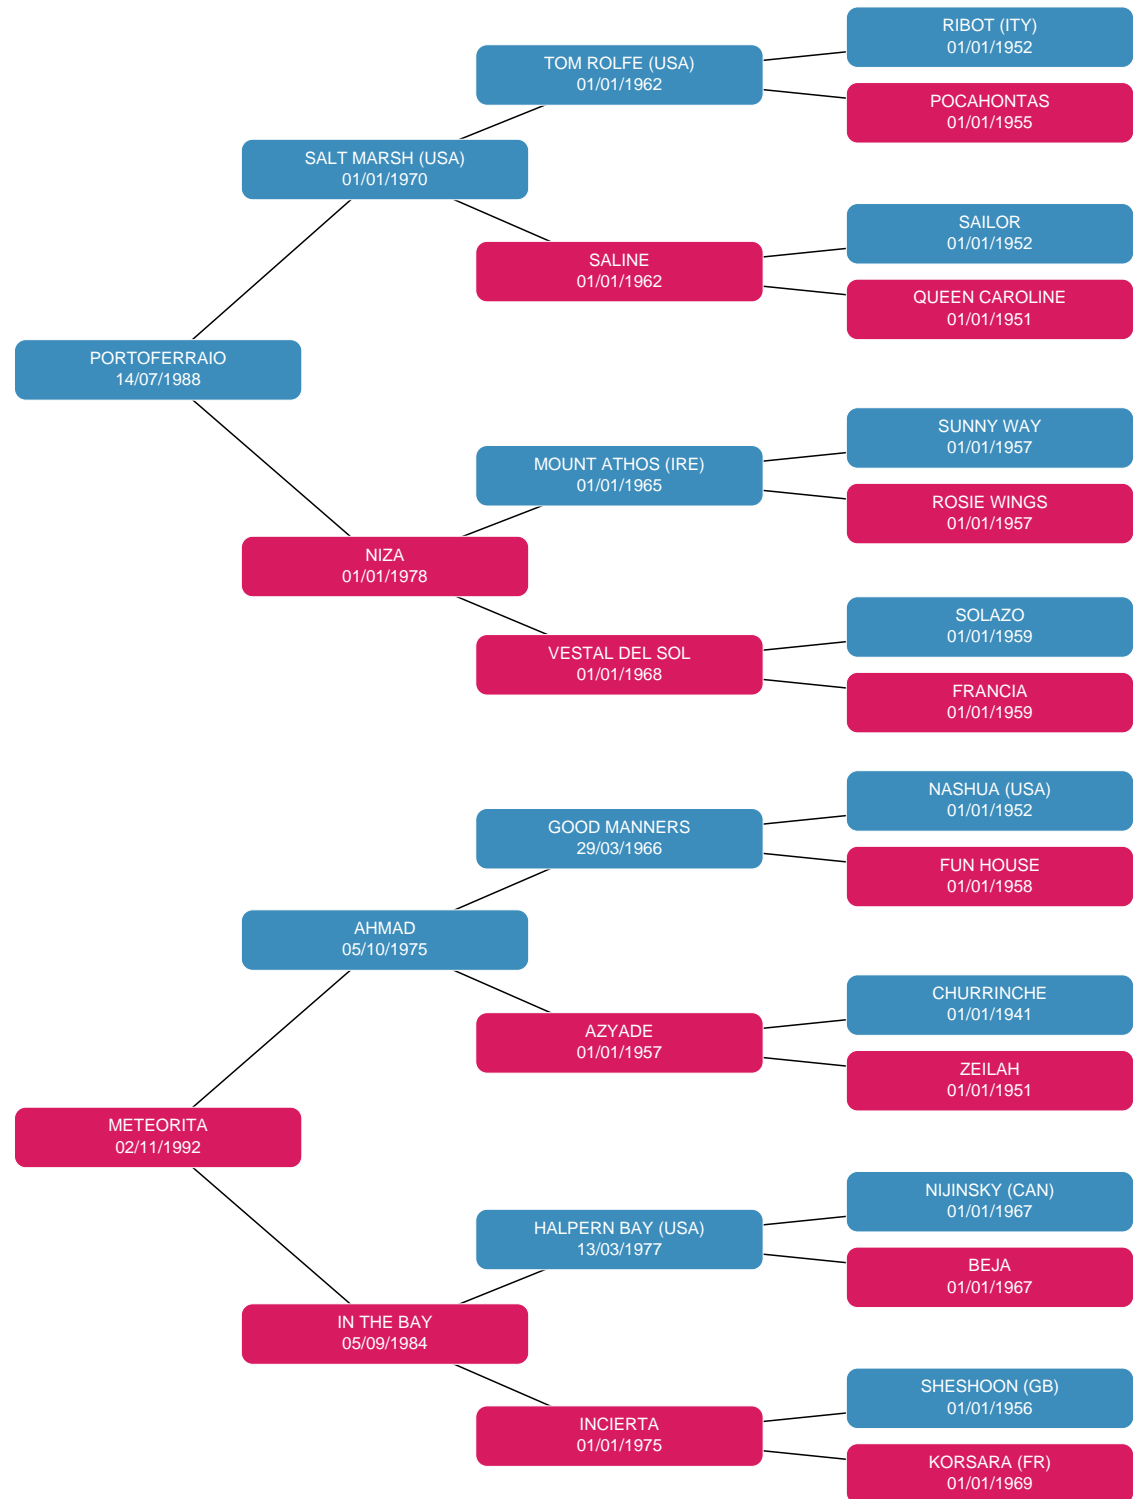 RIBOT (ITY)
01/01/1952
TOM ROLFE (USA)
01/01/1962
POCAHONTAS
01/01/1955
SALT MARSH (USA)
01/01/1970
SAILOR
01/01/1952
SALINE
01/01/1962
QUEEN CAROLINE
01/01/1951
PORTOFERRAIO
14/07/1988
SUNNY WAY
01/01/1957
MOUNT ATHOS (IRE)
01/01/1965
ROSIE WINGS
01/01/1957
NIZA
01/01/1978
SOLAZO
01/01/1959
VESTAL DEL SOL
01/01/1968
FRANCIA
01/01/1959
NASHUA (USA)
01/01/1952
GOOD MANNERS
29/03/1966
FUN HOUSE
01/01/1958
AHMAD
05/10/1975
CHURRINCHE
01/01/1941
AZYADE
01/01/1957
ZEILAH
01/01/1951
METEORITA
02/11/1992
NIJINSKY (CAN)
01/01/1967
HALPERN BAY (USA)
13/03/1977
BEJA
01/01/1967
IN THE BAY
05/09/1984
SHESHOON (GB)
01/01/1956
INCIERTA
01/01/1975
KORSARA (FR)
01/01/1969